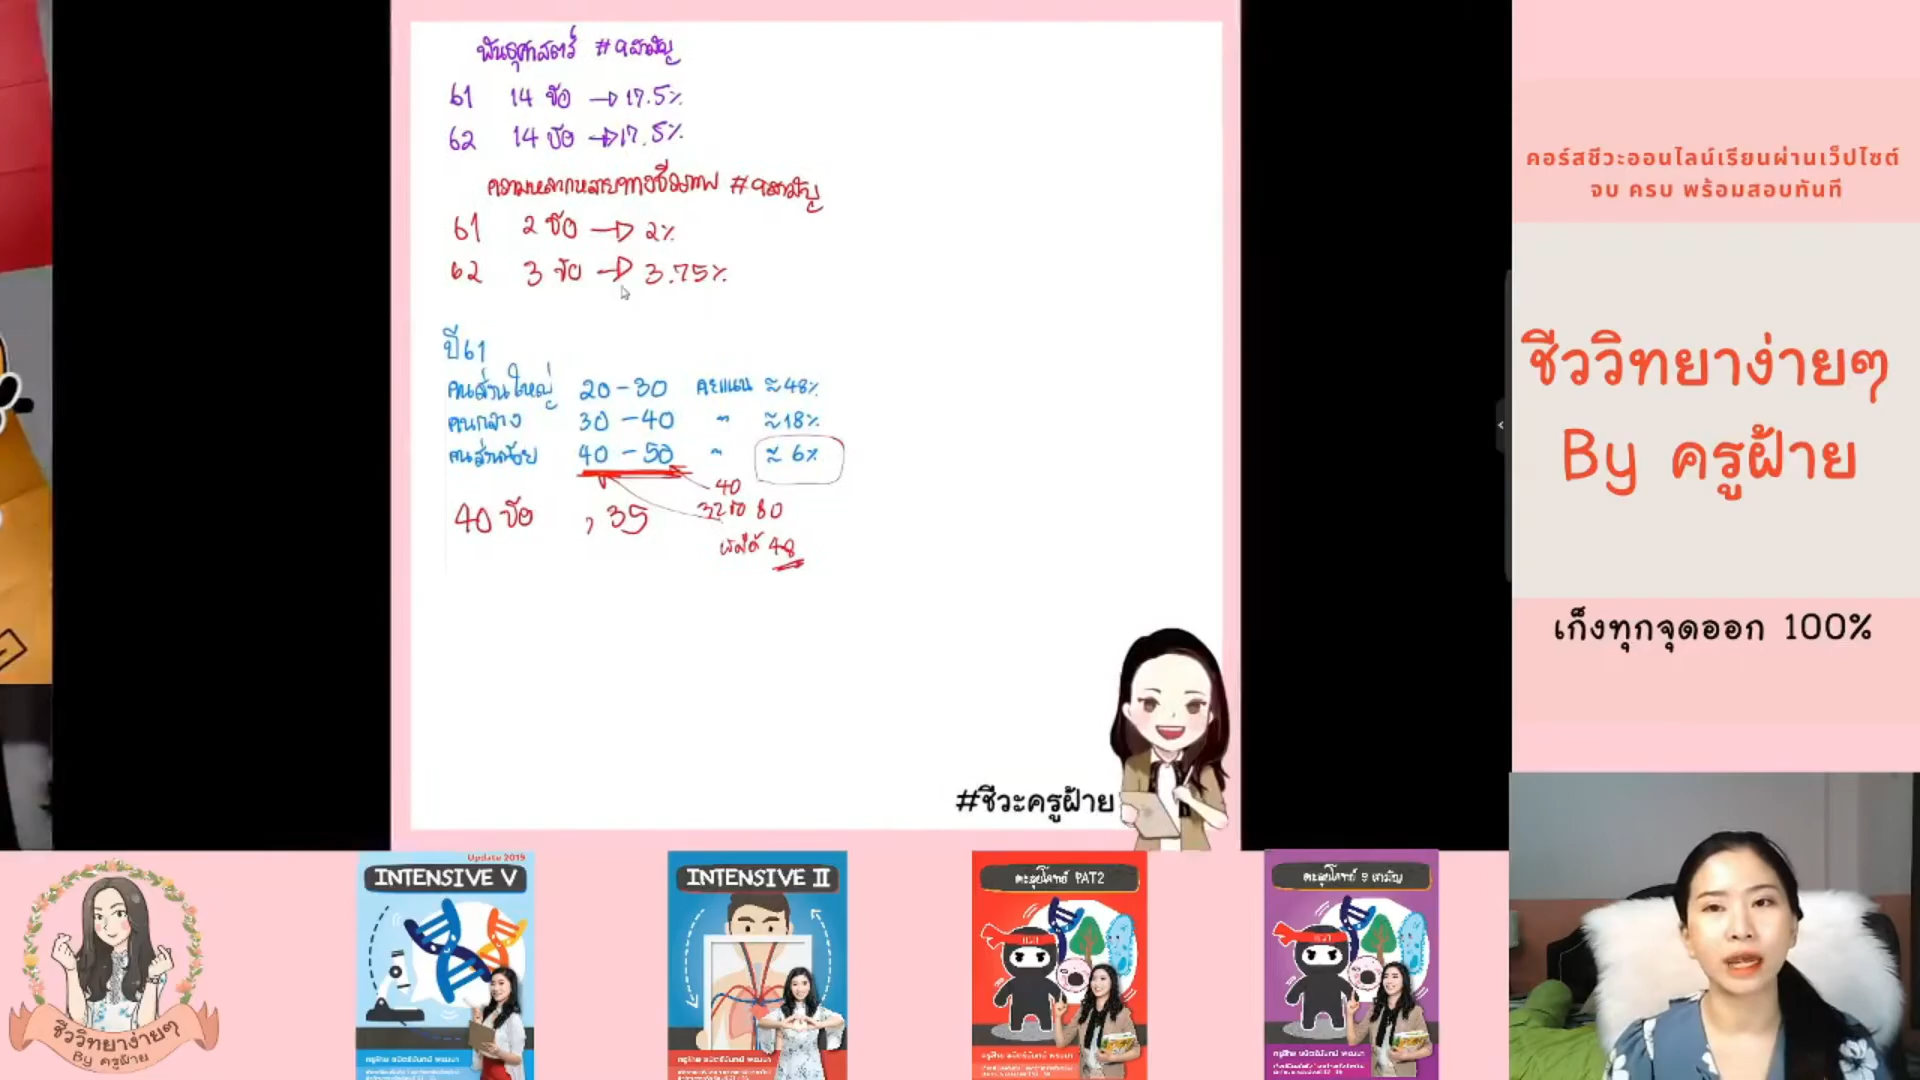 พันธุศาสตร์ #9สามัญ
61 14 ข้อ → 17.5%
62 14 ข้อ → 17.5%
ความหลากหลายทางชีวภาพ #9สามัญ
61 2 ข้อ → 2%
62 3 ข้อ → 3.75%
ปี61
คนส่วนใหญ่ 20-30 คะแนน ≈48%
คนกลาง 30-40 " ≈18%
คนส่วนน้อย 40-50 " ≈ 6%
40
40 ข้อ , 35
80
48
#ชีวะครูฝ้าย
คอร์สชีวะออนไลน์เรียนผ่านเว็ปไซต์
จบ ครบ พร้อมสอบทันที
ชีววิทยาง่ายๆ
By ครูฝ้าย
เก็งทุกจุดออก 100%
ชีววิทยาง่ายๆ
By ครูฝ้าย
Update 2019
INTENSIVE V
INTENSIVE II
ตะลุยโจทย์ PAT2
ตะลุยโจทย์ 9 สามัญ